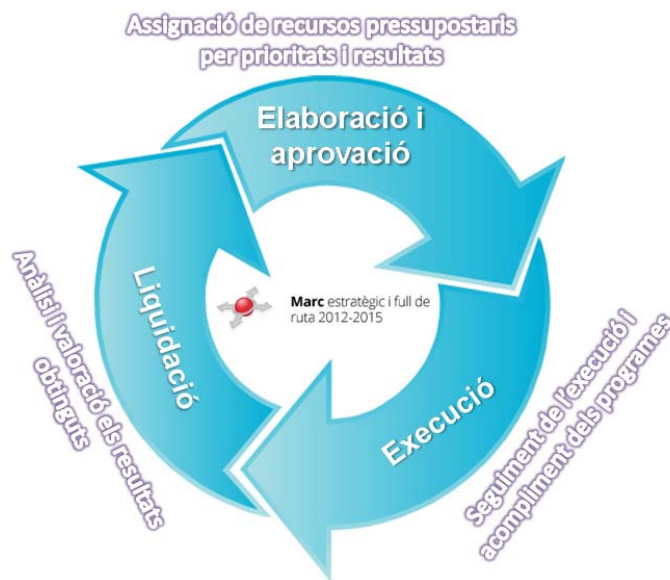 Assignació de recursos pressupostaris
per prioritats i resultats
Elaboració i
aprovació
Seguiment de l'execució i
acompliment dels programes
Execució
Marc estratègic i full de
ruta 2012-2015
Liquidació
Anàlisi i valoració els resultats
obtinguts